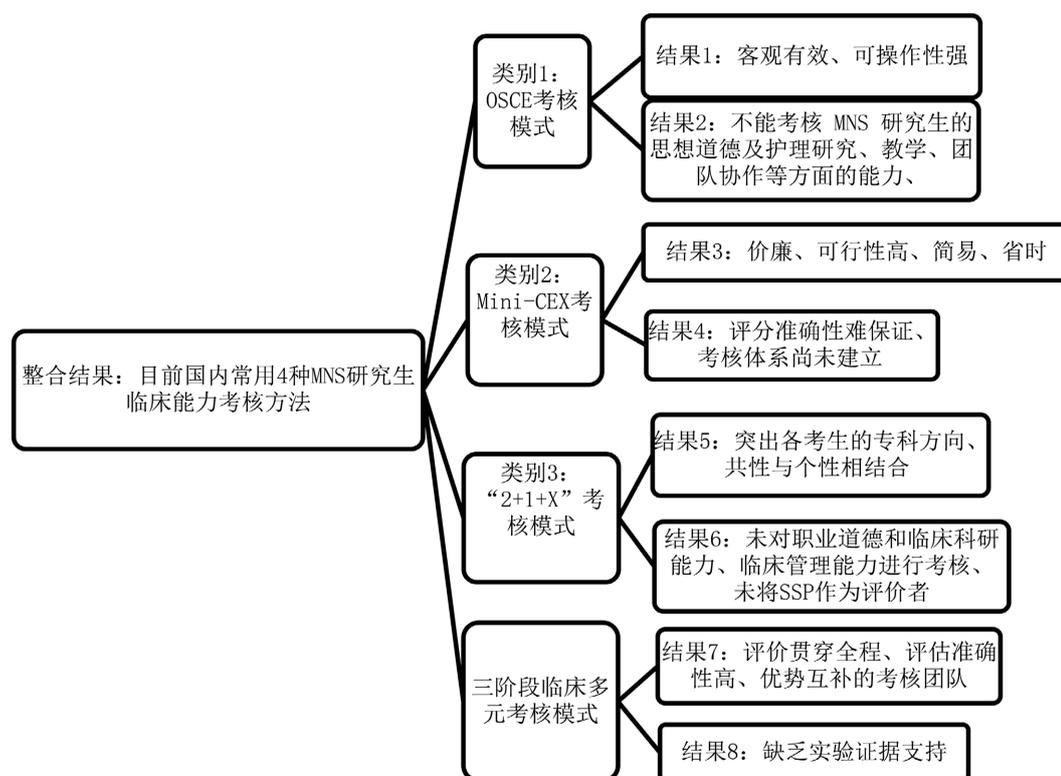 整合结果：目前国内常用4种MNS研究生
临床能力考核方法
类别1：
OSCE考核
模式
结果1：客观有效、可操作性强
结果2：不能考核 MNS 研究生的
思想道德及护理研究、教学、团
队协作等方面的能力、
类别2：
Mini-CEX考
核模式
结果3：价廉、可行性高、简易、省时
结果4：评分准确性难保证、
考核体系尚未建立
类别3：
“2+1+X”考
核模式
结果5：突出各考生的专科方向、
共性与个性相结合
结果6：未对职业道德和临床科研
能力、临床管理能力进行考核、
未将SSP作为评价者
三阶段临床多
元考核模式
结果7：评价贯穿全程、评估准确
性高、优势互补的考核团队
结果8：缺乏实验证据支持